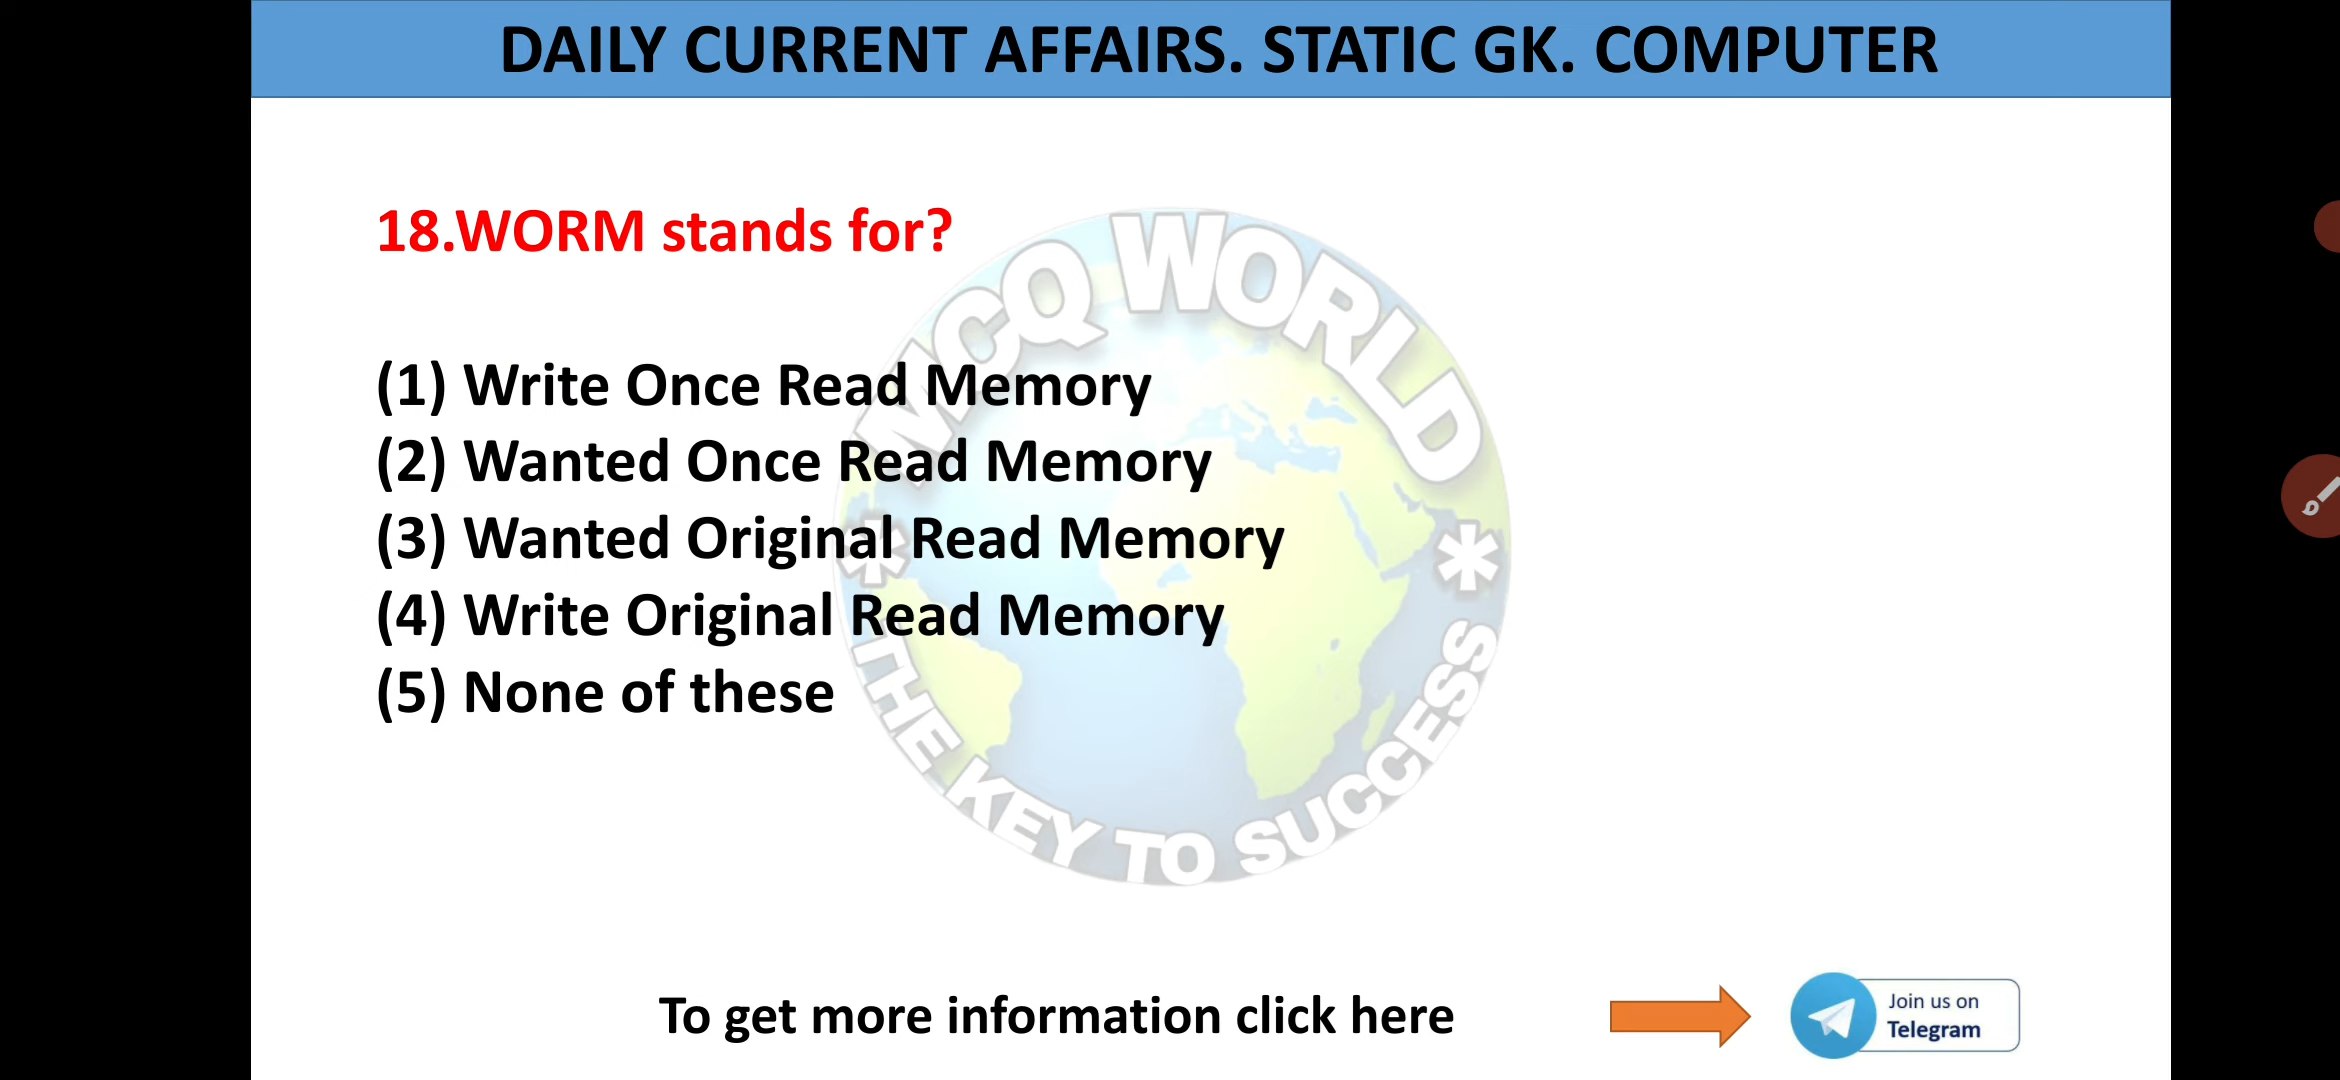 DAILY CURRENT AFFAIRS. STATIC GK. COMPUTER
18.WORM stands for?
(1) Write Once Read Memory
(2) Wanted Once Read Memory
(3) Wanted Original Read Memory
(4) Write Original Read Memory
(5) None of these
* MCQ WORLD *
THE KEY TO SUCCESS
To get more information click here
Join us on
Telegram